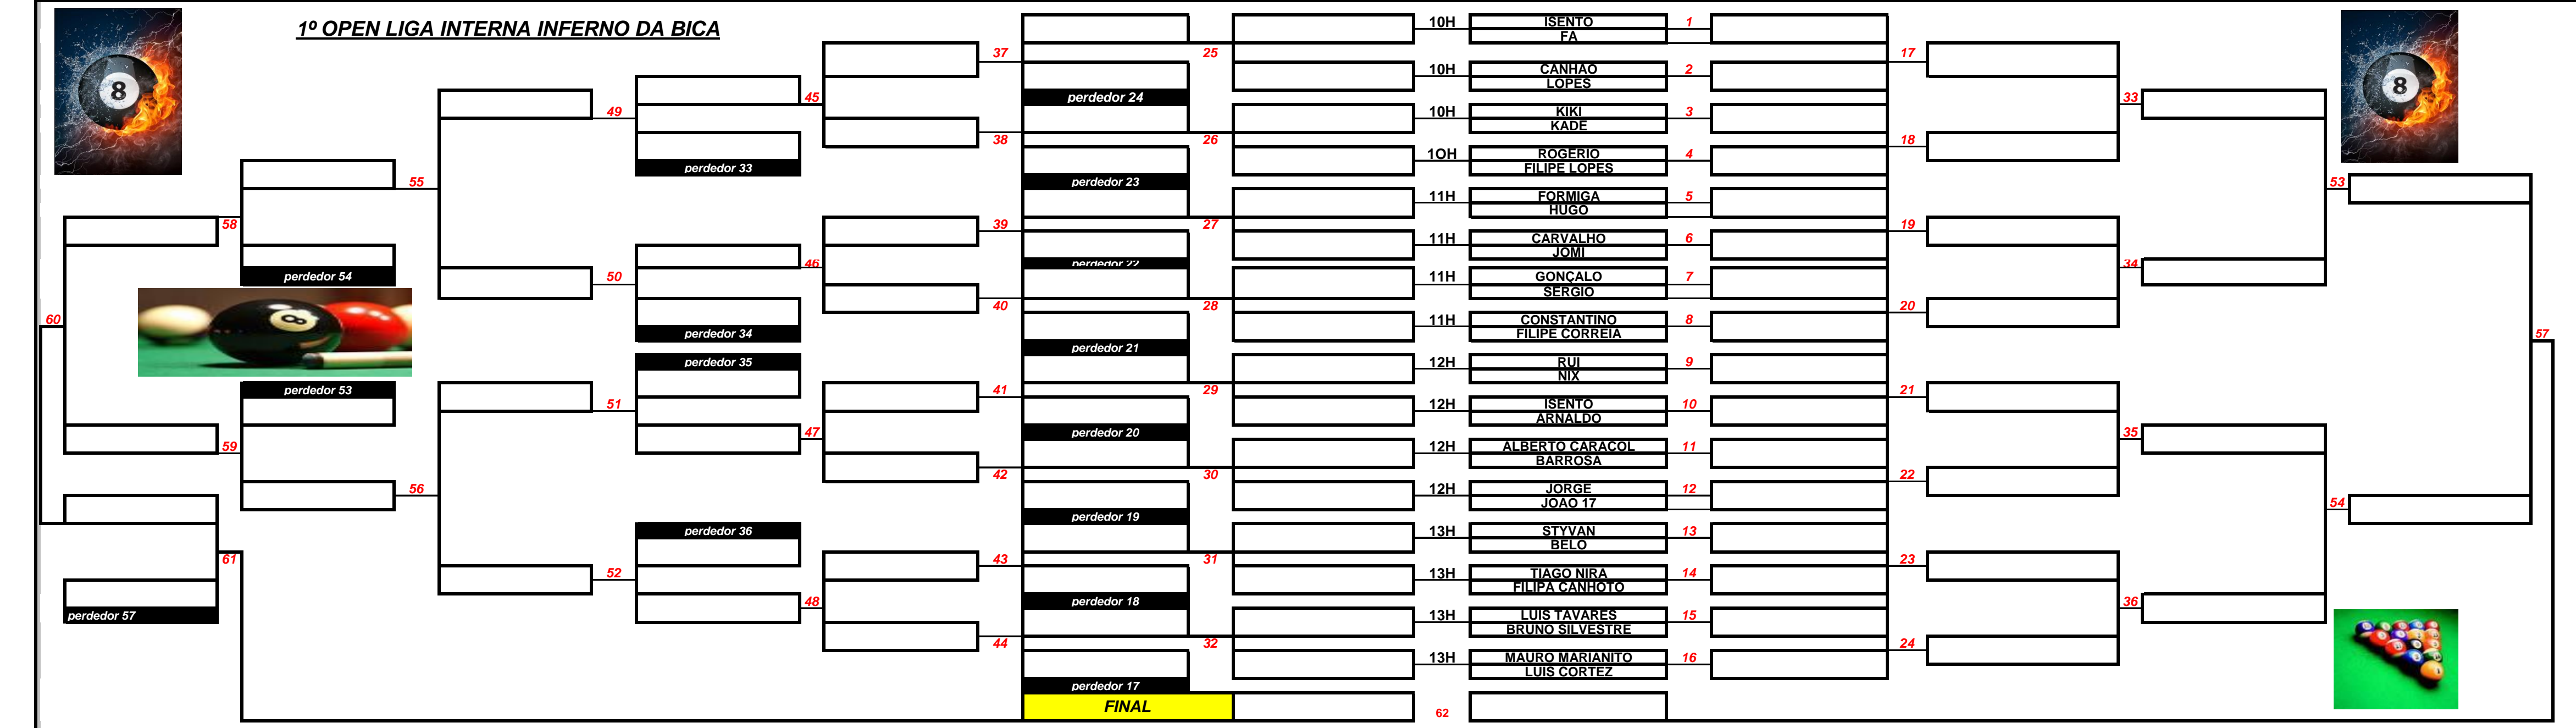 1º OPEN LIGA INTERNA INFERNO DA BICA
10H ISENTO 1
FA
10H CANHÃO 2
LOPES
10H KIKI 3
KADE
1OH ROGÉRIO 4
FILIPE LOPES
11H FORMIGA 5
HUGO
11H CARVALHO 6
JOMI
11H GONÇALO 7
SERGIO
11H CONSTANTINO 8
FILIPE CORREIA
12H RUI 9
NIX
12H ISENTO 10
ARNALDO
12H ALBERTO CARACOL 11
BARROSA
12H JORGE 12
JOAO 17
13H STYVAN 13
BELO
13H TIAGO NIRA 14
FILIPA CANHOTO
13H LUIS TAVARES 15
BRUNO SILVESTRE
13H MAURO MARIANITO 16
LUIS CORTEZ
17
18
19
20
21
22
23
24
33
34
35
36
53
54
57
25
26
27
28
29
30
31
32
perdedor 24
perdedor 23
perdedor 22
perdedor 21
perdedor 20
perdedor 19
perdedor 18
perdedor 17
37
38
39
40
41
42
43
44
45
46
47
48
perdedor 33
perdedor 34
perdedor 35
perdedor 36
49
50
51
52
55
56
perdedor 54
perdedor 53
58
59
60
61
perdedor 57
FINAL
62
8
8
8